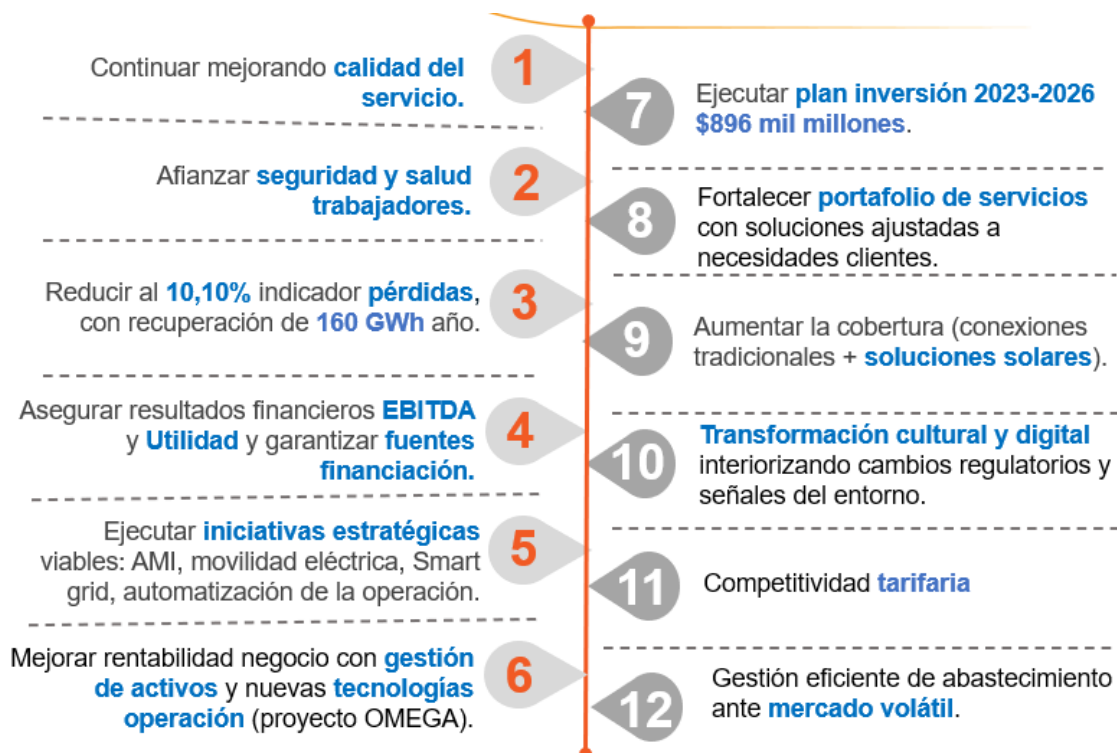 1
Continuar mejorando calidad del
servicio.
2
Afianzar seguridad y salud
trabajadores.
3
Reducir al 10,10% indicador pérdidas,
con recuperación de 160 GWh año.
4
Asegurar resultados financieros EBITDA
y Utilidad y garantizar fuentes
financiación.
5
Ejecutar iniciativas estratégicas
viables: AMI, movilidad eléctrica, Smart
grid, automatización de la operación.
6
Mejorar rentabilidad negocio con gestión
de activos y nuevas tecnologías
operación (proyecto OMEGA).
7
Ejecutar plan inversión 2023-2026
$896 mil millones.
8
Fortalecer portafolio de servicios
con soluciones ajustadas a
necesidades clientes.
9
Aumentar la cobertura (conexiones
tradicionales + soluciones solares).
10
Transformación cultural y digital
interiorizando cambios regulatorios y
señales del entorno.
11
Competitividad tarifaria
12
Gestión eficiente de abastecimiento
ante mercado volátil.